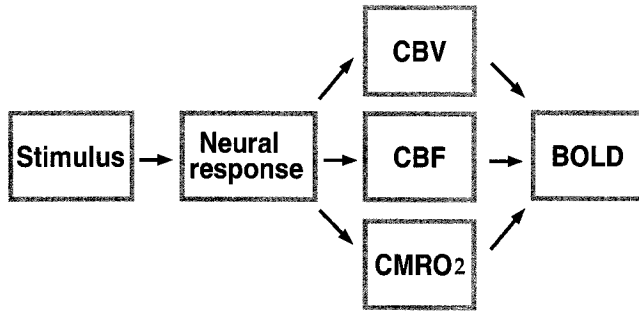 CBV
Stimulus
Neural
response
CBF
BOLD
CMRO2